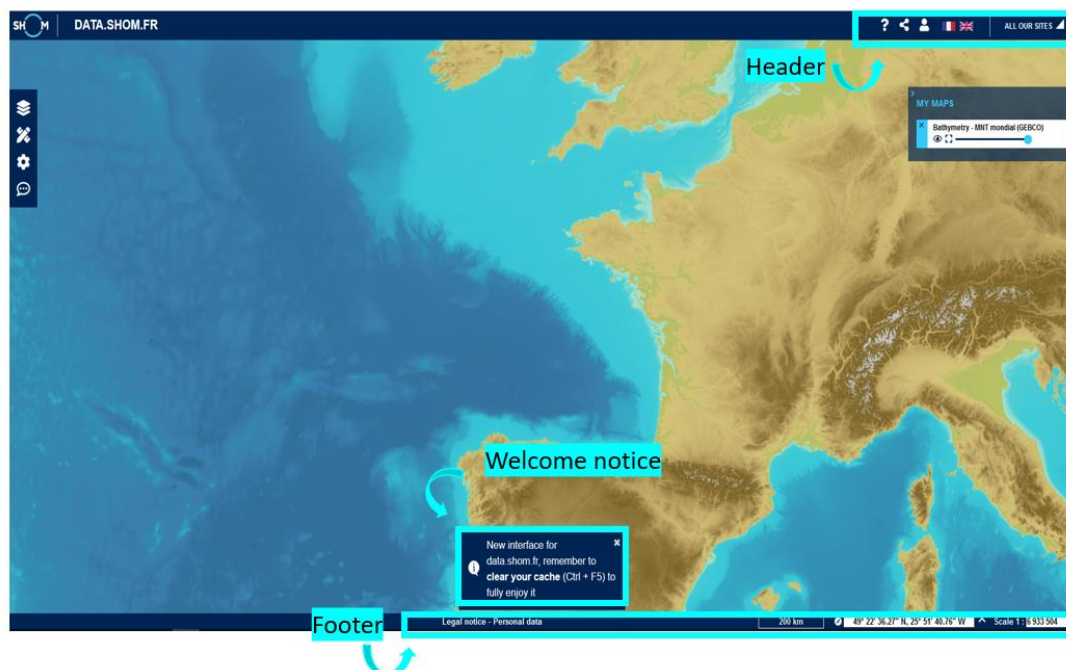 SHOM DATA.SHOM.FR ? ALL OUR SITES
Header
MY MAPS
Bathymetry - MNT mondial (GEBCO)
Welcome notice
New interface for
data.shom.fr, remember to
clear your cache (Ctrl + F5) to
fully enjoy it
Footer
Legal notice - Personal data 200 km 49° 22' 36.27" N, 25° 51' 40.76" W Scale 1 : 6 933 504